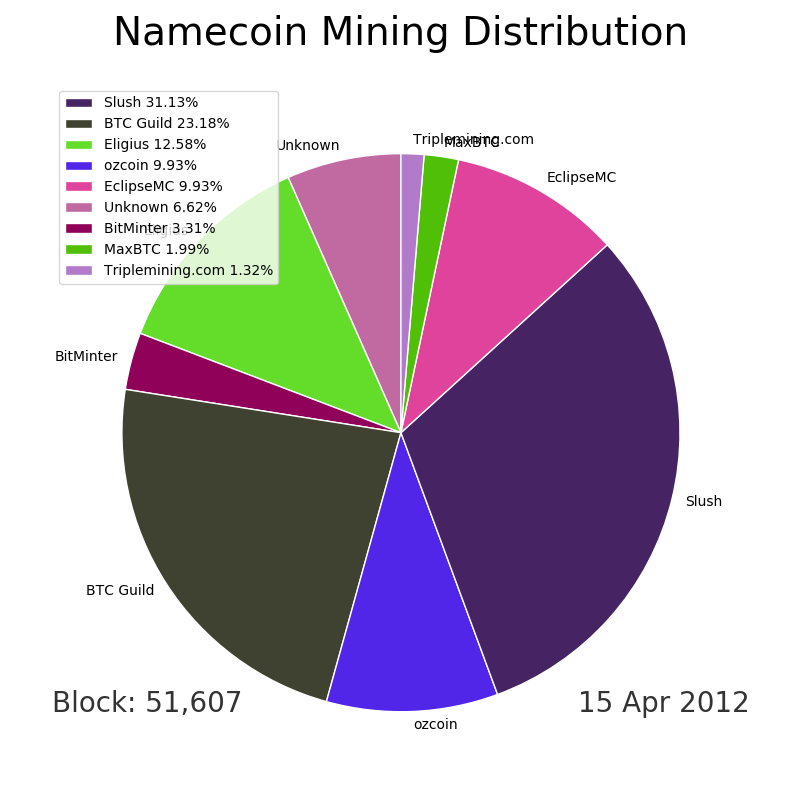 Namecoin Mining Distribution
Slush 31.13%
BTC Guild 23.18%
Eligius 12.58%
ozcoin 9.93%
EclipseMC 9.93%
Unknown 6.62%
BitMinter 3.31%
MaxBTC 1.99%
Triplemining.com 1.32%
Unknown
Triplemining.com
MaxBTC
EclipseMC
Eligius
BitMinter
Slush
BTC Guild
ozcoin
Block: 51,607
15 Apr 2012